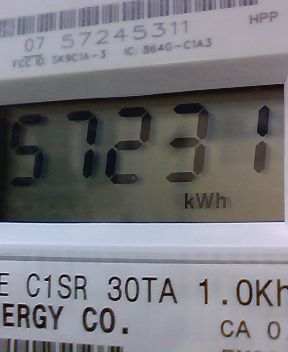 HPP
07 57245311
FCC ID: SK9C1A-3 IC: 864G-C1A3
57231
kWh
E C1SR 30TA 1.0Kh
ERGY CO.
CA 0.